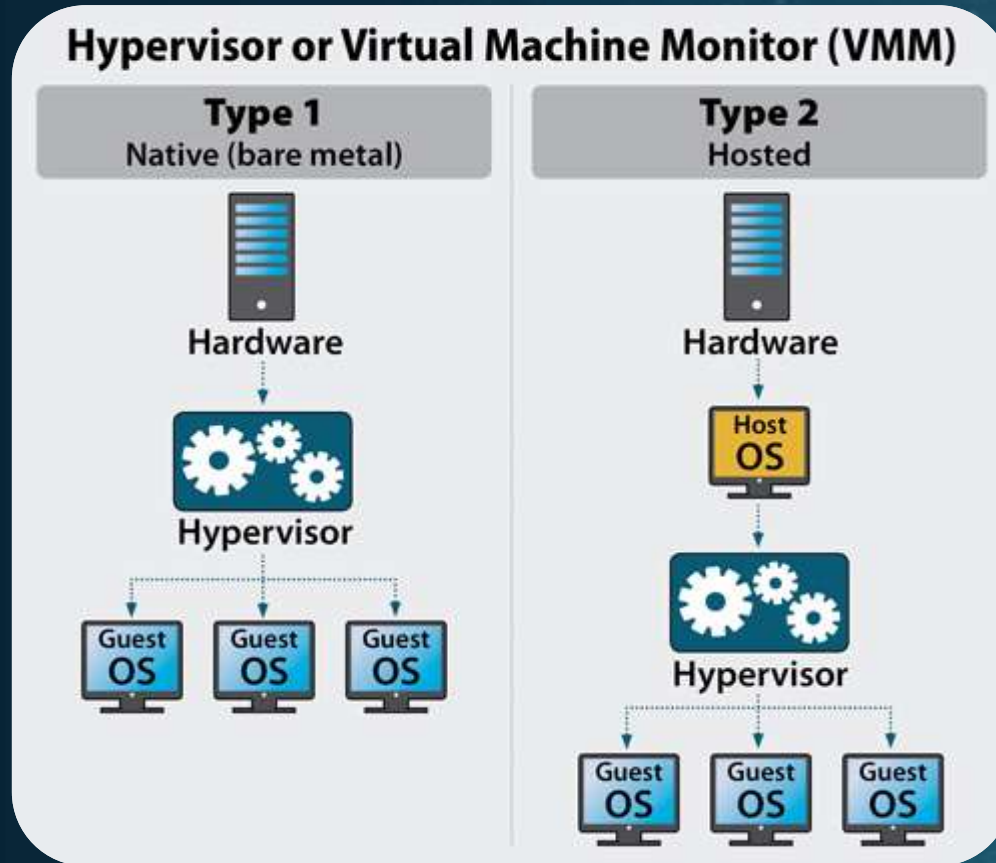 Hypervisor or Virtual Machine Monitor (VMM)
Type 1
Native (bare metal)
Hardware
Hypervisor
Guest
OS
Guest
OS
Guest
OS
Type 2
Hosted
Hardware
Host
OS
Hypervisor
Guest
OS
Guest
OS
Guest
OS